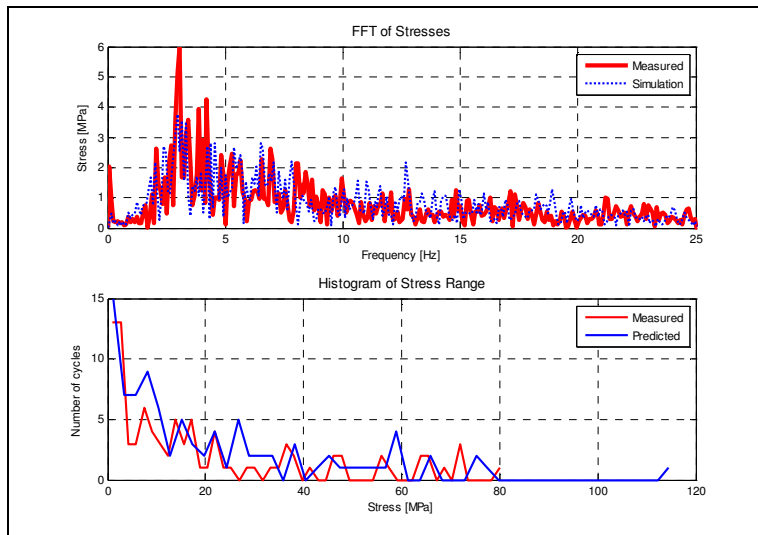 FFT of Stresses
6
5
4
3
2
1
0
Stress [MPa]
Measured
Simulation
0 5 10 15 20 25
Frequency [Hz]
Histogram of Stress Range
15
10
5
0
Number of cycles
Measured
Predicted
0 20 40 60 80 100 120
Stress [MPa]